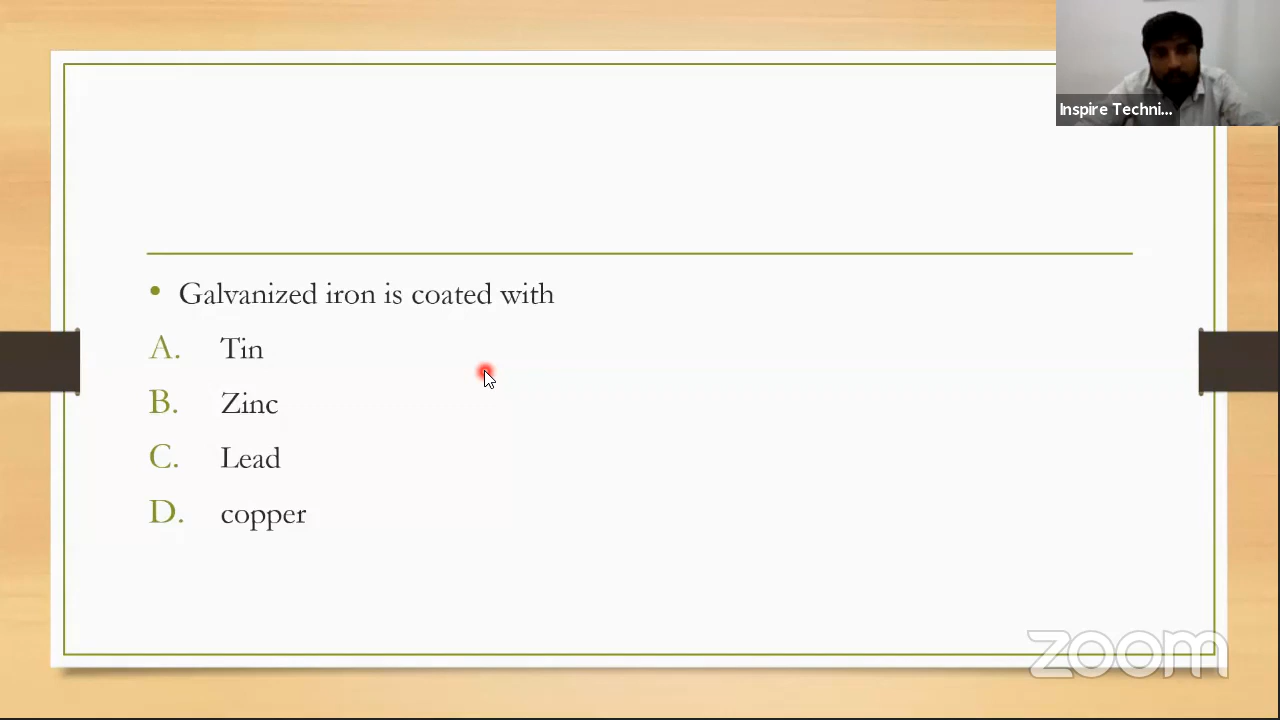 Inspire Techni...
• Galvanized iron is coated with
A. Tin
B. Zinc
C. Lead
D. copper
zoom